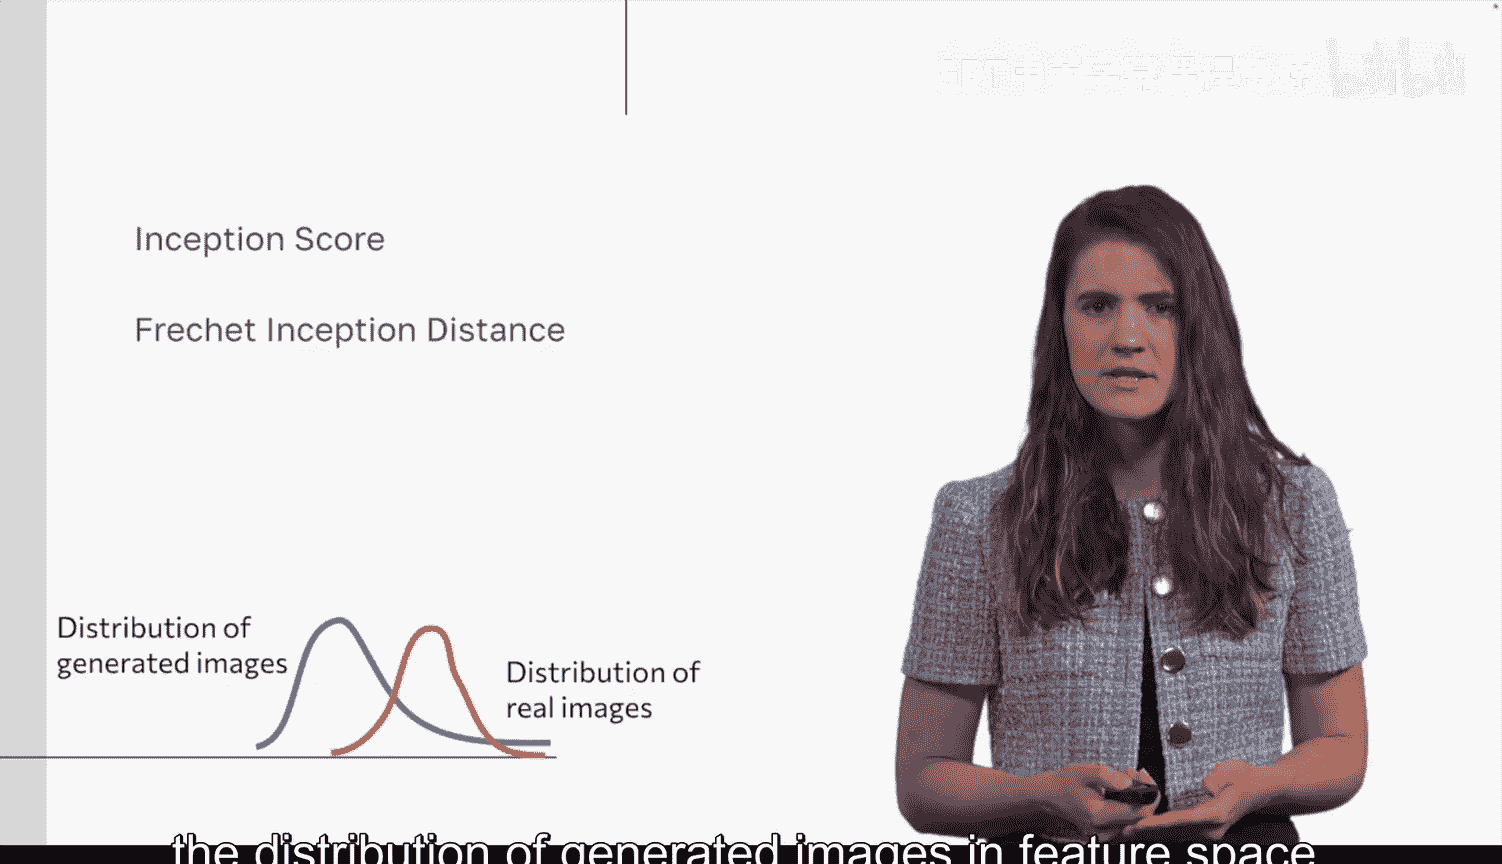 Inception Score
Frechet Inception Distance
Distribution of
generated images
Distribution of
real images
the distribution of generated images in feature space